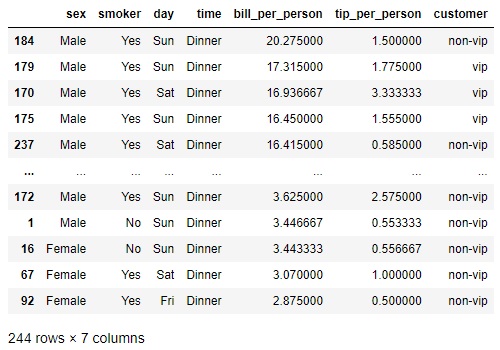 sex smoker day time bill_per_person tip_per_person customer
184 Male Yes Sun Dinner 20.275000 1.500000 non-vip
179 Male Yes Sun Dinner 17.315000 1.775000 vip
170 Male Yes Sat Dinner 16.936667 3.333333 vip
175 Male Yes Sun Dinner 16.450000 1.555000 vip
237 Male Yes Sat Dinner 16.415000 0.585000 non-vip
... ... ... ... ... ... ... ...
172 Male Yes Sun Dinner 3.625000 2.575000 non-vip
1 Male No Sun Dinner 3.446667 0.553333 non-vip
16 Female No Sun Dinner 3.443333 0.556667 non-vip
67 Female Yes Sat Dinner 3.070000 1.000000 non-vip
92 Female Yes Fri Dinner 2.875000 0.500000 non-vip
244 rows × 7 columns